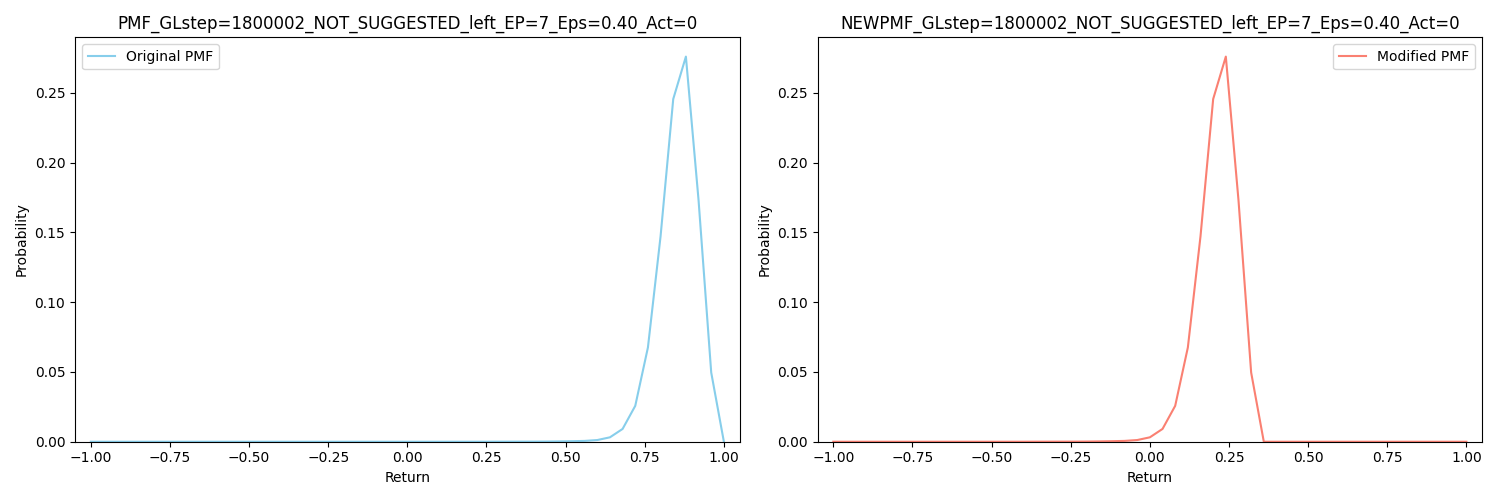 PMF_GLstep=1800002_NOT_SUGGESTED_left_EP=7_Eps=0.40_Act=0
Original PMF
Probability
0.25
0.20
0.15
0.10
0.05
0.00
−1.00 −0.75 −0.50 −0.25 0.00 0.25 0.50 0.75 1.00
Return
NEWPMF_GLstep=1800002_NOT_SUGGESTED_left_EP=7_Eps=0.40_Act=0
Modified PMF
Probability
0.25
0.20
0.15
0.10
0.05
0.00
−1.00 −0.75 −0.50 −0.25 0.00 0.25 0.50 0.75 1.00
Return